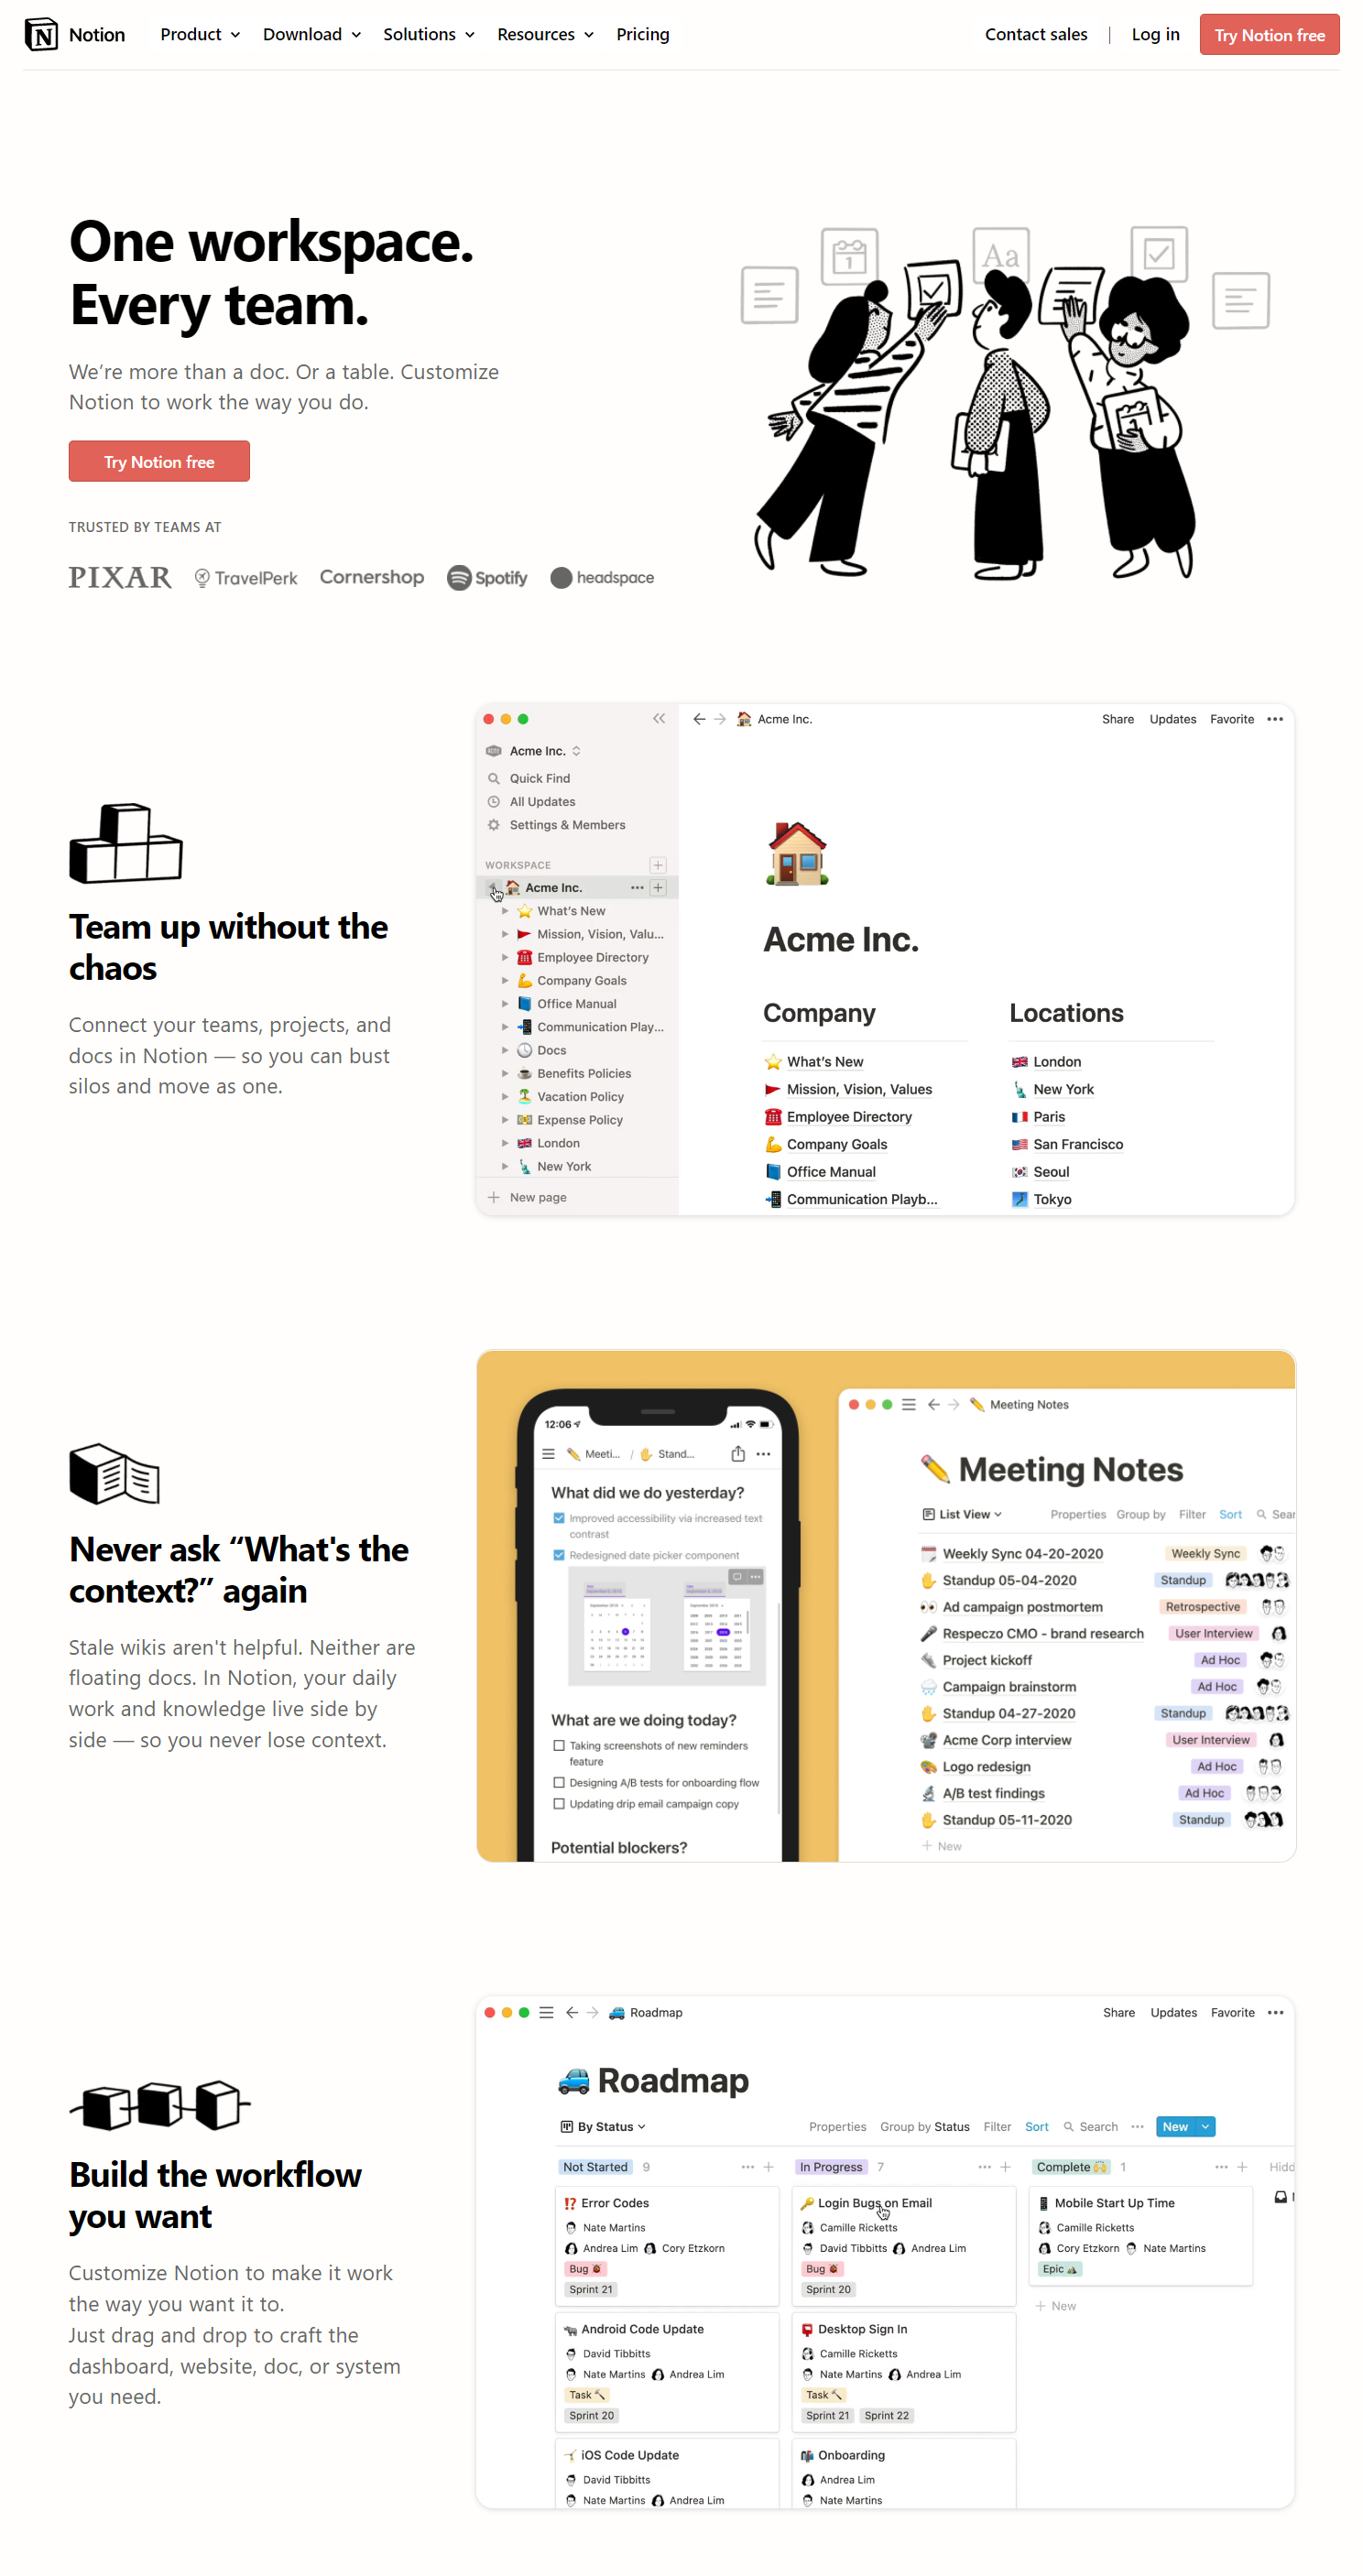 Notion
Product
Download
Solutions
Resources
Pricing
Contact sales
Log in
Try Notion free
One workspace.
Every team.
We’re more than a doc. Or a table. Customize
Notion to work the way you do.
Try Notion free
TRUSTED BY TEAMS AT
PIXAR
TravelPerk
Cornershop
Spotify
headspace
1
Aa
Team up without the
chaos
Connect your teams, projects, and
docs in Notion — so you can bust
silos and move as one.
Acme Inc.
Quick Find
All Updates
Settings & Members
WORKSPACE
Acme Inc.
What's New
Mission, Vision, Valu...
Employee Directory
Company Goals
Office Manual
Communication Play...
Docs
Benefits Policies
Vacation Policy
Expense Policy
London
New York
New page
Acme Inc.
Share
Updates
Favorite
Acme Inc.
Company
What's New
Mission, Vision, Values
Employee Directory
Company Goals
Office Manual
Communication Playb...
Locations
London
New York
Paris
San Francisco
Seoul
Tokyo
Never ask “What's the
context?” again
Stale wikis aren't helpful. Neither are
floating docs. In Notion, your daily
work and knowledge live side by
side — so you never lose context.
12:06
Meeti... / Stand...
What did we do yesterday?
Improved accessibility via increased text
contrast
Redesigned date picker component
What are we doing today?
Taking screenshots of new reminders
feature
Designing A/B tests for onboarding flow
Updating drip email campaign copy
Potential blockers?
Meeting Notes
Meeting Notes
List View
Properties Group by Filter Sort Sear
Weekly Sync 04-20-2020 Weekly Sync
Standup 05-04-2020 Standup
Ad campaign postmortem Retrospective
Respeczo CMO - brand research User Interview
Project kickoff Ad Hoc
Campaign brainstorm Ad Hoc
Standup 04-27-2020 Standup
Acme Corp interview User Interview
Logo redesign Ad Hoc
A/B test findings Ad Hoc
Standup 05-11-2020 Standup
New
Build the workflow
you want
Customize Notion to make it work
the way you want it to.
Just drag and drop to craft the
dashboard, website, doc, or system
you need.
Roadmap
Share
Updates
Favorite
Roadmap
By Status
Properties Group by Status Filter Sort Search
New
Not Started 9
Error Codes
Nate Martins
Andrea Lim Cory Etzkorn
Bug
Sprint 21
Android Code Update
David Tibbitts
Nate Martins Andrea Lim
Task
Sprint 20
iOS Code Update
David Tibbitts
Nate Martins Andrea Lim
In Progress 7
Login Bugs on Email
Camille Ricketts
David Tibbitts Andrea Lim
Bug
Sprint 20
Desktop Sign In
Camille Ricketts
Nate Martins Andrea Lim
Task
Sprint 21 Sprint 22
Onboarding
Andrea Lim
Nate Martins
Complete 1
Mobile Start Up Time
Camille Ricketts
Cory Etzkorn Nate Martins
Epic
New
Hidd